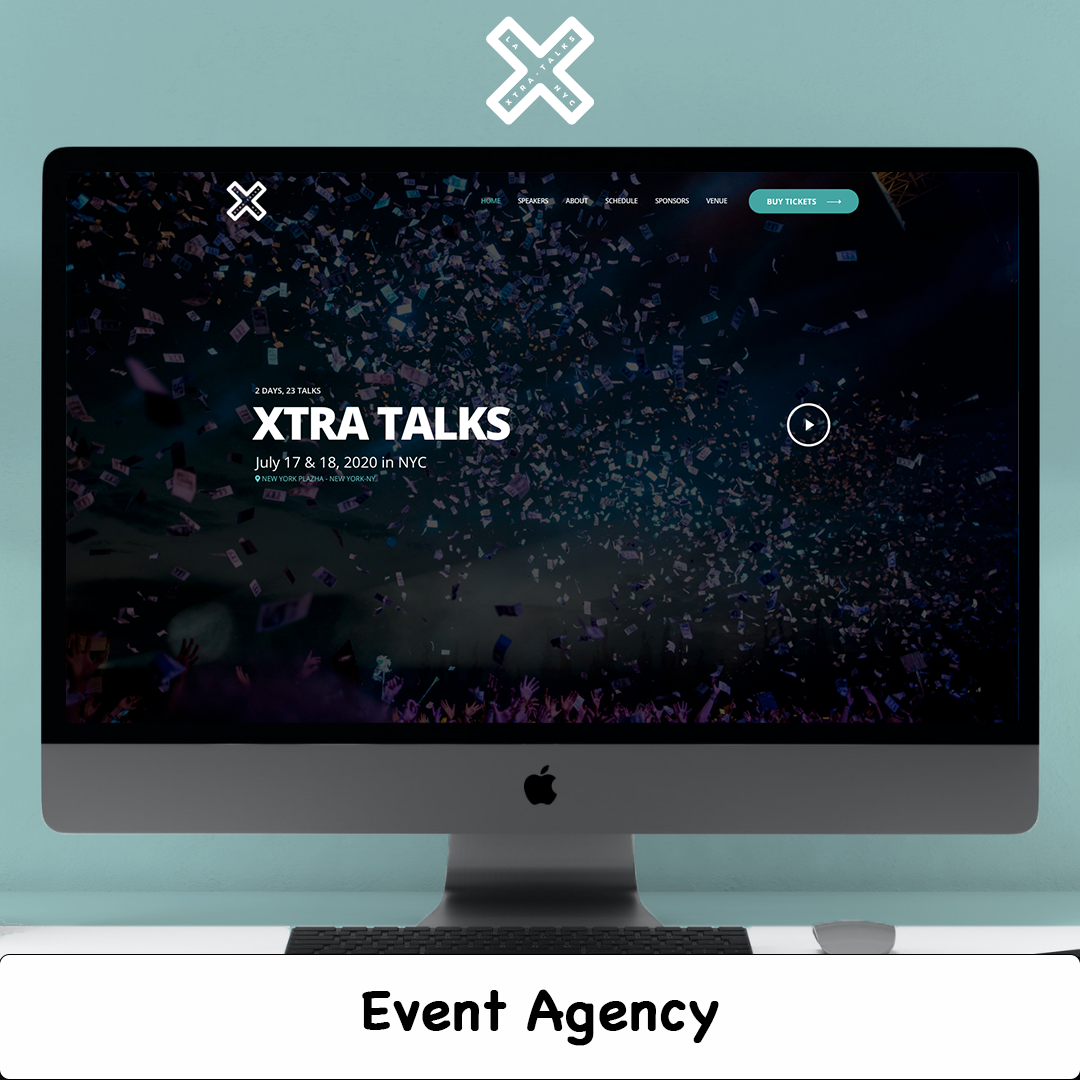 LA
XTRA·TALKS
NYC
HOME SPEAKERS ABOUT SCHEDULE SPONSORS VENUE BUY TICKETS
2 DAYS, 23 TALKS
XTRA TALKS
July 17 & 18, 2020 in NYC
NEW YORK PLAZHA - NEW YORK-NY.
Event Agency